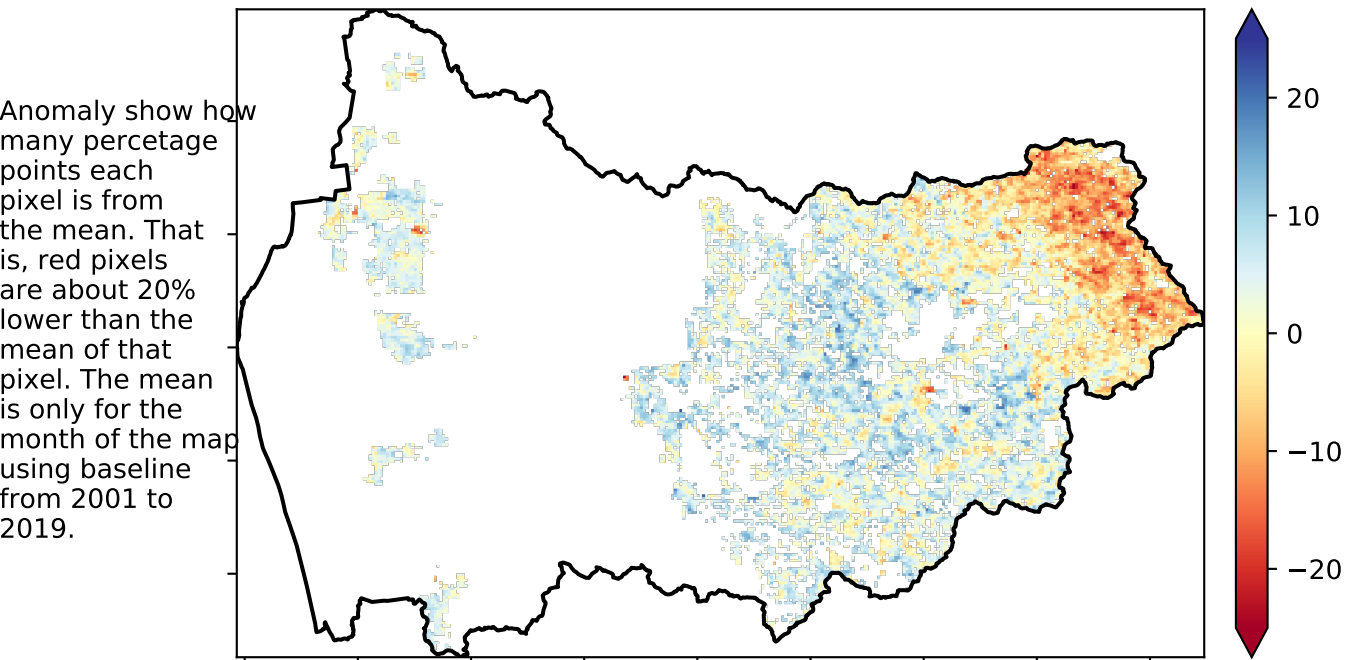 Anomaly show how
many percetage
points each
pixel is from
the mean. That
is, red pixels
are about 20%
lower than the
mean of that
pixel. The mean
is only for the
month of the map
using baseline
from 2001 to
2019.
20
10
0
−10
−20